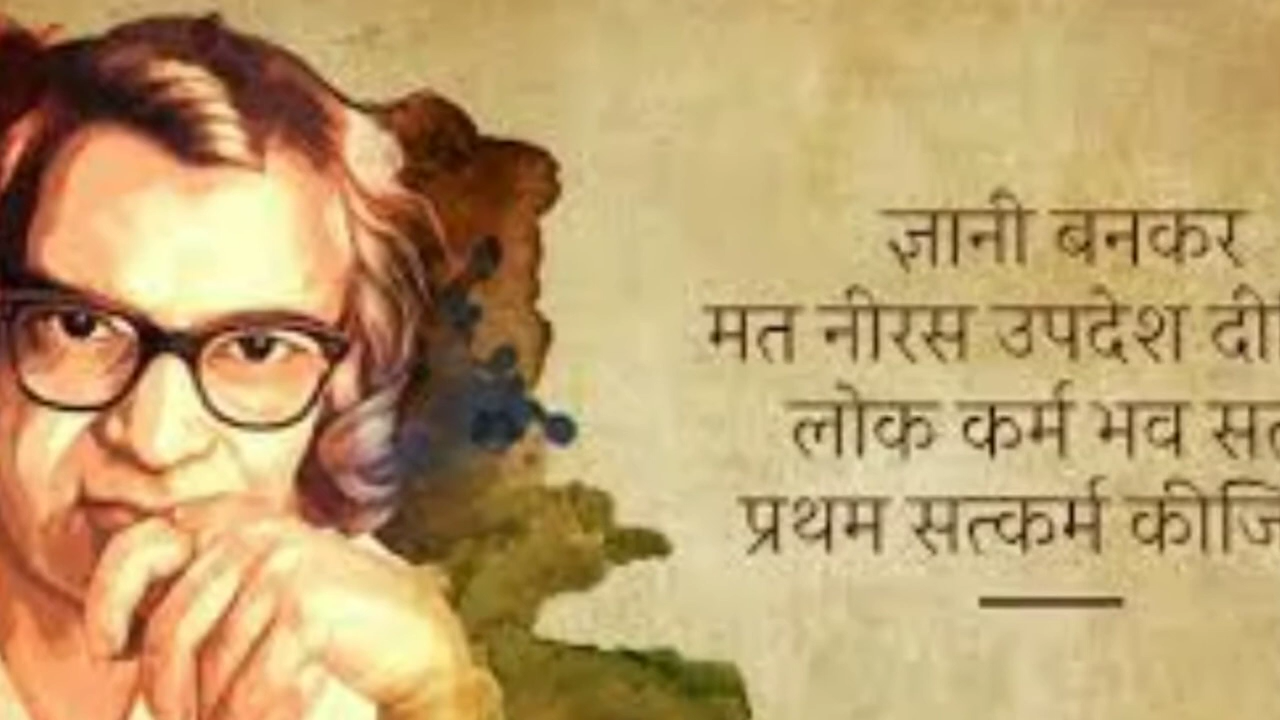 ज्ञानी बनकर
मत नीरस उपदेश
लोक कर्म भव
प्रथम सत्कर्म